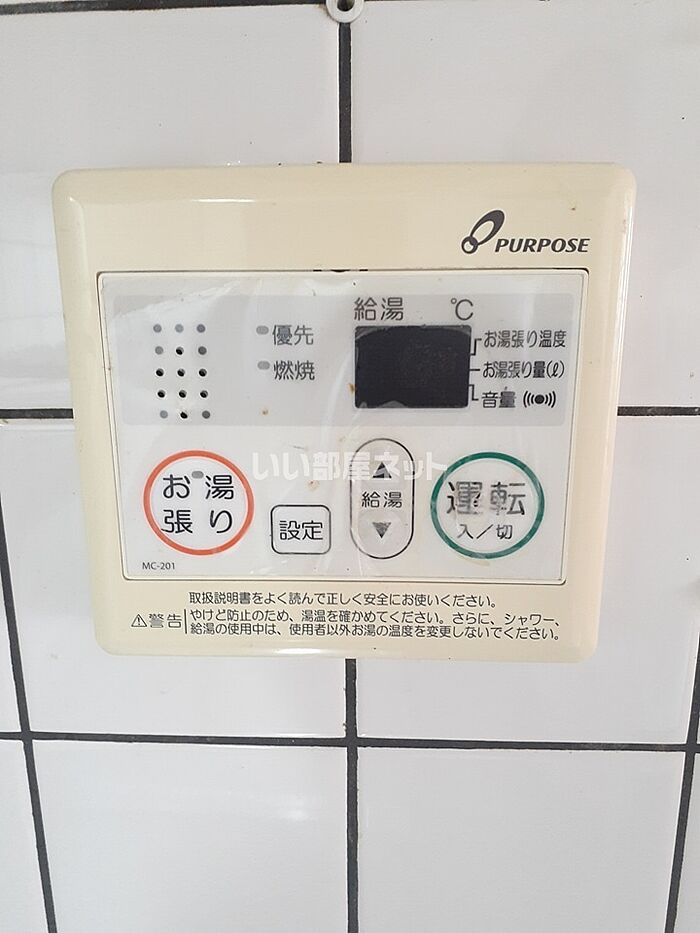 PURPOSE
給湯 ℃
優先
燃焼
お湯張り温度
お湯張り量(ℓ)
音量
いい部屋ネット
お湯
張り
設定
給湯
運転
入／切
MC-201
取扱説明書をよく読んで正しく安全にお使いください。
⚠警告
やけど防止のため、湯温を確かめてください。さらに、シャワー、
給湯の使用中は、使用者以外お湯の温度を変更しないでください。